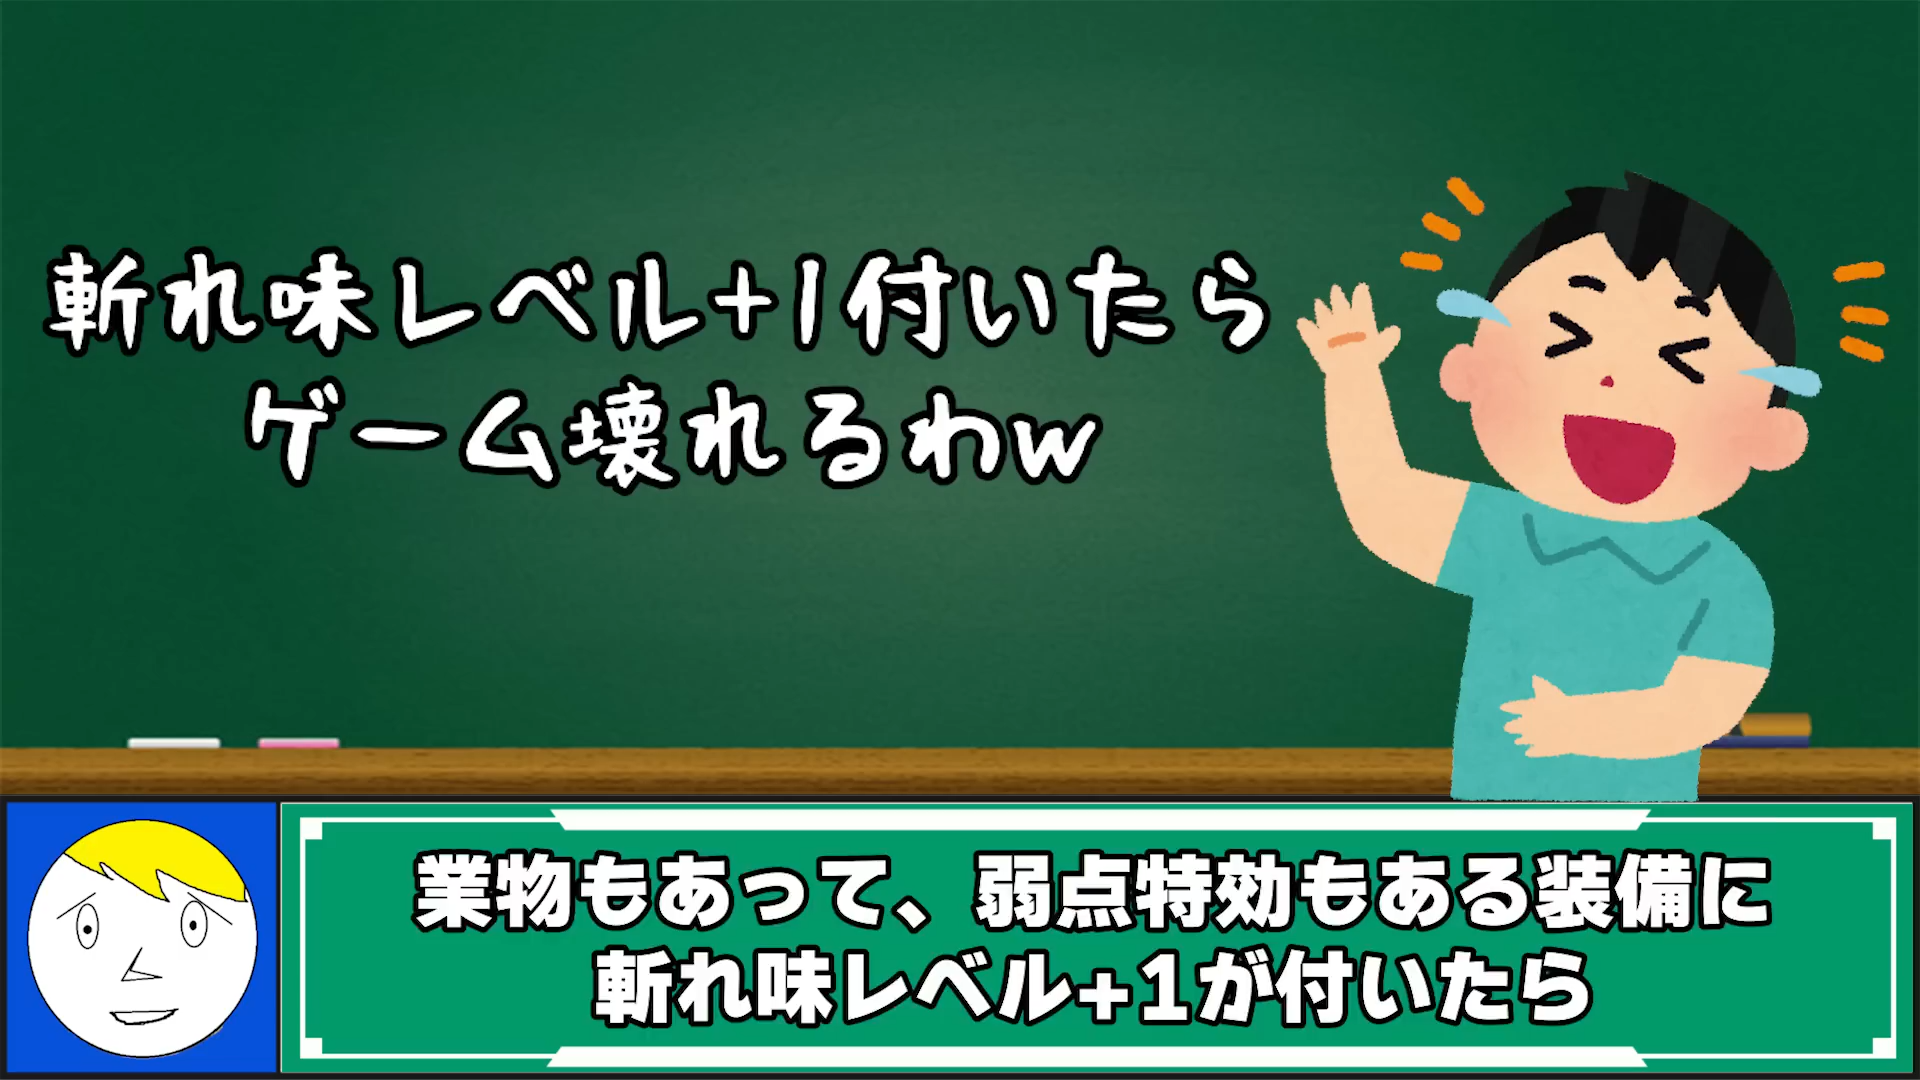 斬れ味レベル+1付いたら
ゲーム壊れるわw
業物もあって、弱点特効もある装備に
斬れ味レベル+1が付いたら